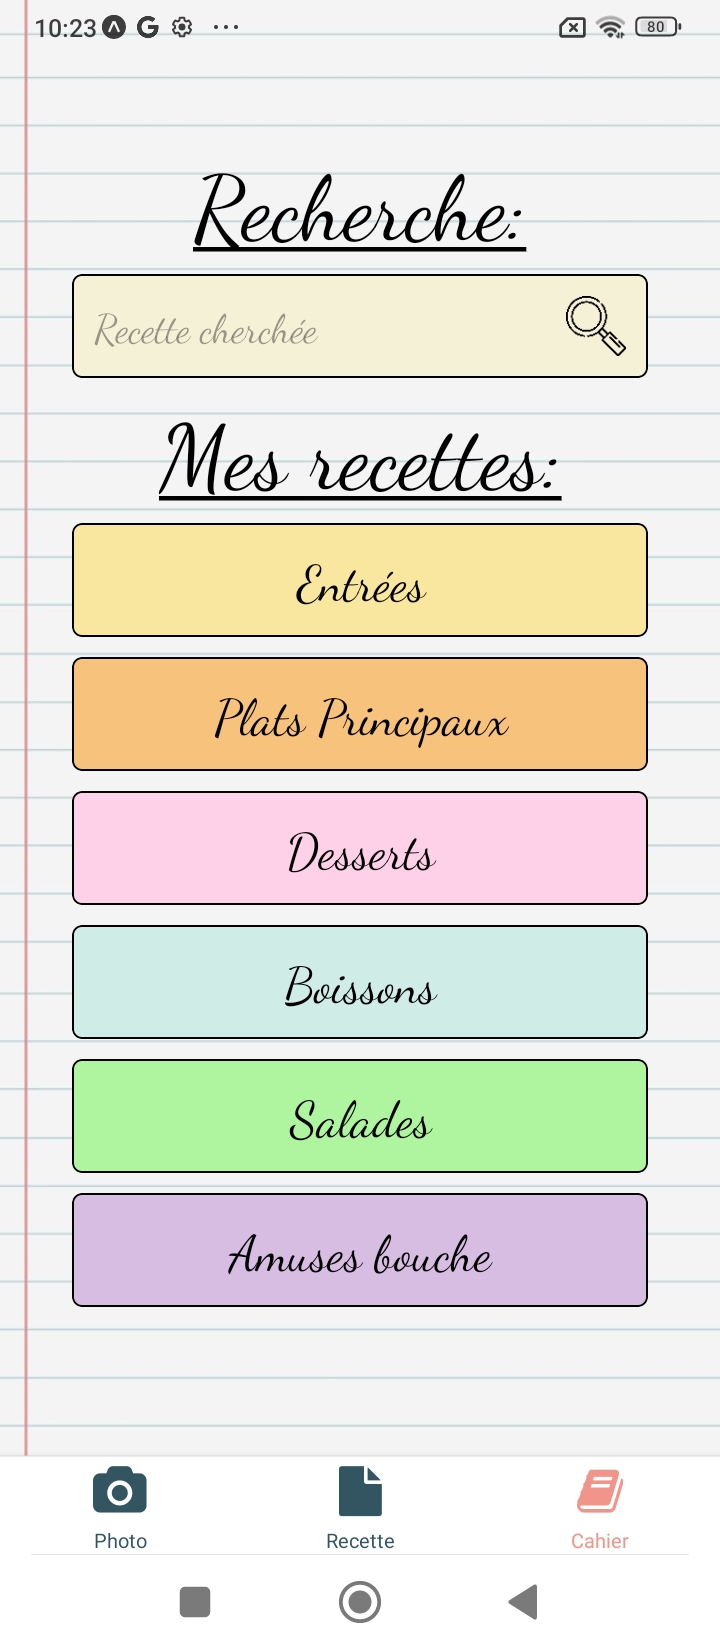 10:23
80
Recherche:
Recette cherchée
Mes recettes:
Entrées
Plats Principaux
Desserts
Boissons
Salades
Amuses bouche
Photo
Recette
Cahier